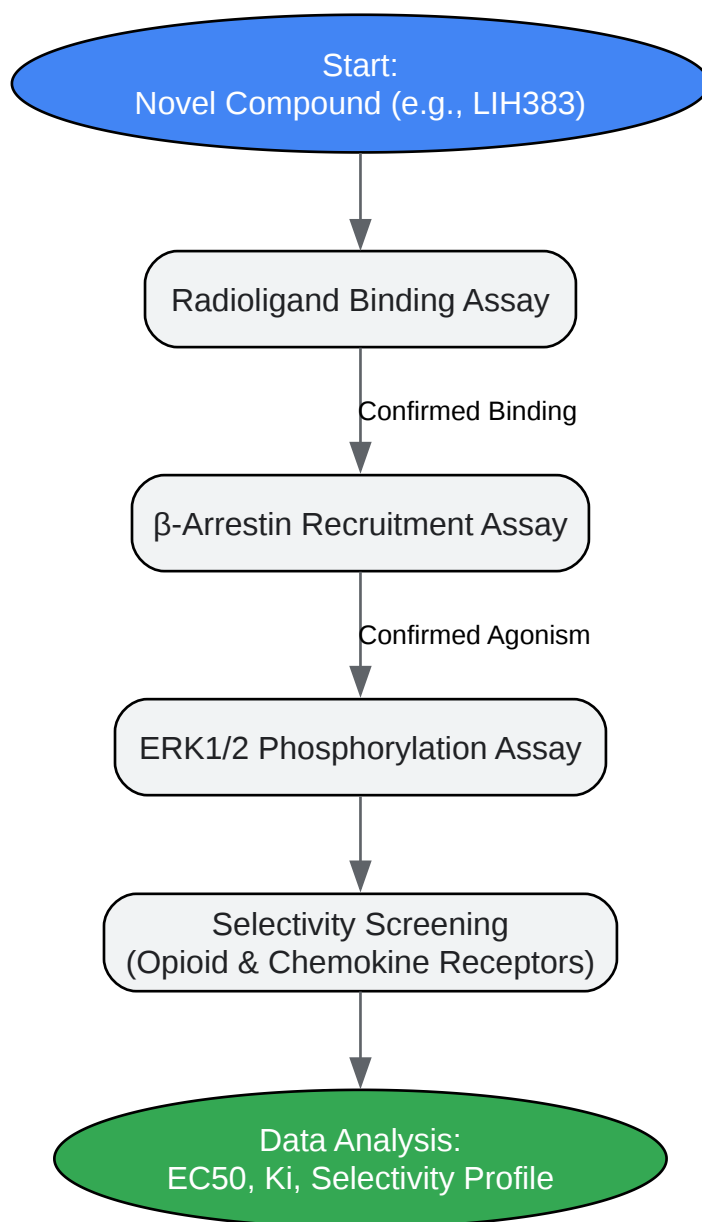 Start:
Novel Compound (e.g., LIH383)
Radioligand Binding Assay
Confirmed Binding
β-Arrestin Recruitment Assay
Confirmed Agonism
ERK1/2 Phosphorylation Assay
Selectivity Screening
(Opioid & Chemokine Receptors)
Data Analysis:
EC50, Ki, Selectivity Profile